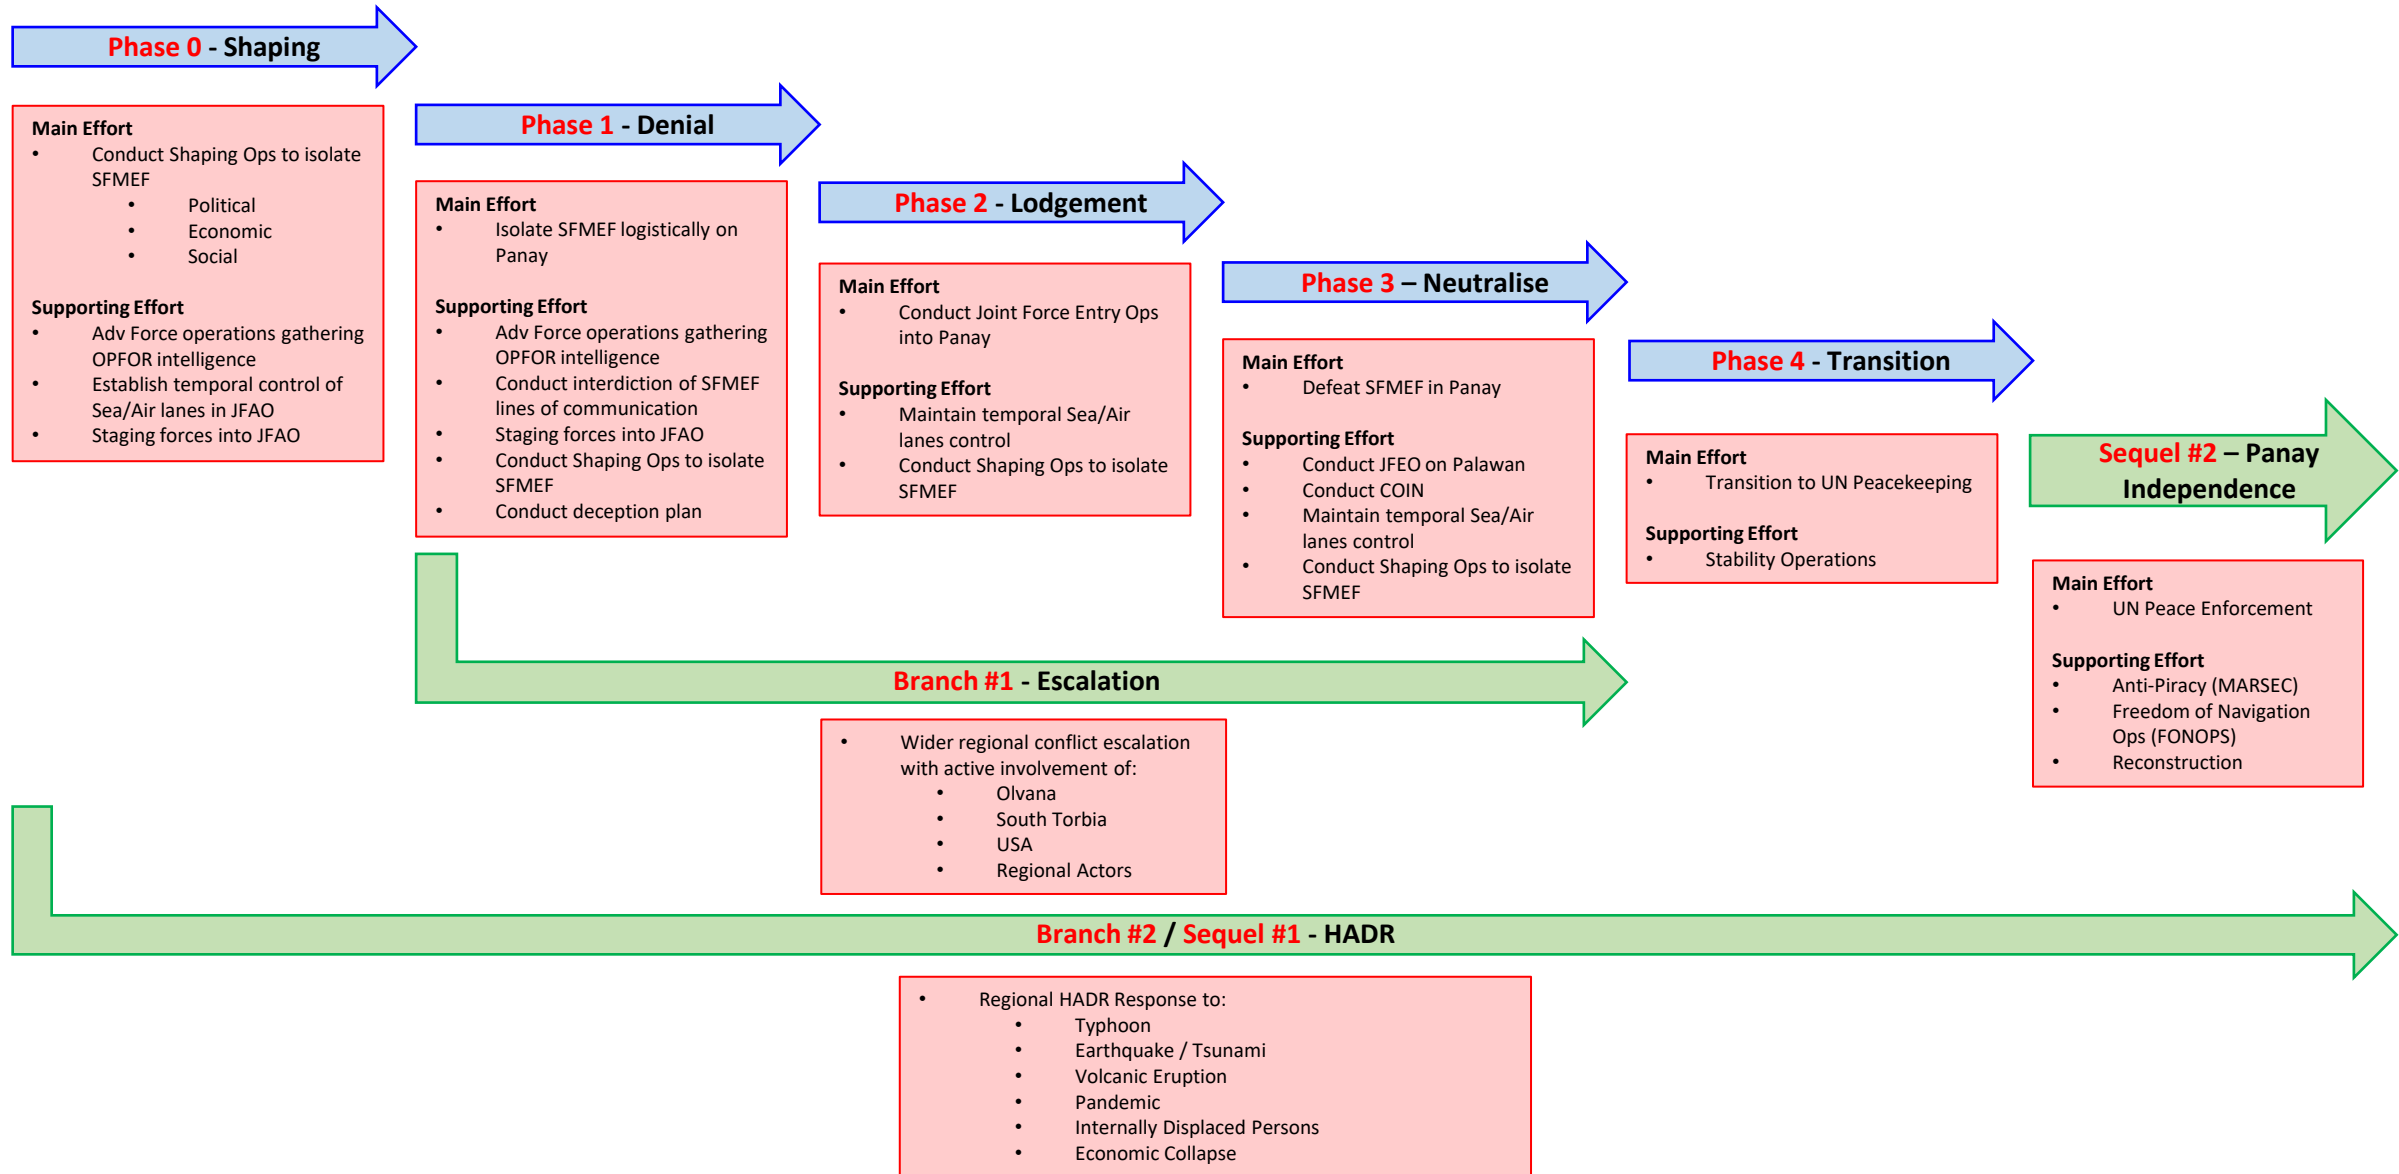 Phase 0 - Shaping
Main Effort
• Conduct Shaping Ops to isolate
SFMEF
• Political
• Economic
• Social
Supporting Effort
• Adv Force operations gathering
OPFOR intelligence
• Establish temporal control of
Sea/Air lanes in JFAO
• Staging forces into JFAO
Phase 1 - Denial
Main Effort
• Isolate SFMEF logistically on
Panay
Supporting Effort
• Adv Force operations gathering
OPFOR intelligence
• Conduct interdiction of SFMEF
lines of communication
• Staging forces into JFAO
• Conduct Shaping Ops to isolate
SFMEF
• Conduct deception plan
Phase 2 - Lodgement
Main Effort
• Conduct Joint Force Entry Ops
into Panay
Supporting Effort
• Maintain temporal Sea/Air
lanes control
• Conduct Shaping Ops to isolate
SFMEF
Phase 3 – Neutralise
Main Effort
• Defeat SFMEF in Panay
Supporting Effort
• Conduct JFEO on Palawan
• Conduct COIN
• Maintain temporal Sea/Air
lanes control
• Conduct Shaping Ops to isolate
SFMEF
Phase 4 - Transition
Main Effort
• Transition to UN Peacekeeping
Supporting Effort
• Stability Operations
Sequel #2 – Panay
Independence
Main Effort
• UN Peace Enforcement
Supporting Effort
• Anti-Piracy (MARSEC)
• Freedom of Navigation
Ops (FONOPS)
• Reconstruction
Branch #1 - Escalation
• Wider regional conflict escalation
with active involvement of:
• Olvana
• South Torbia
• USA
• Regional Actors
Branch #2 / Sequel #1 - HADR
• Regional HADR Response to:
• Typhoon
• Earthquake / Tsunami
• Volcanic Eruption
• Pandemic
• Internally Displaced Persons
• Economic Collapse